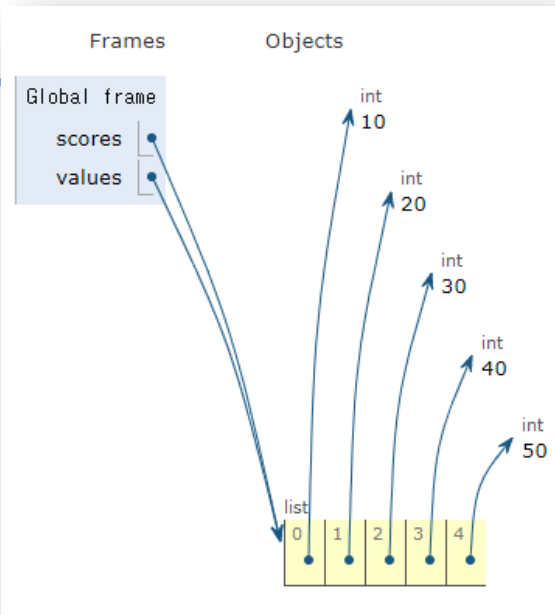 Frames Objects
Global frame
scores
values
int
10
int
20
int
30
int
40
int
50
list
0 1 2 3 4